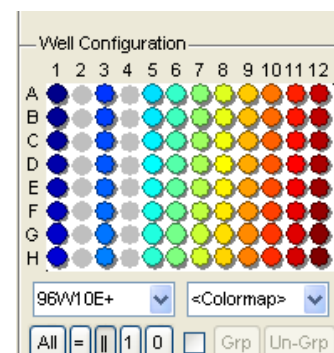 Well Configuration
1 2 3 4 5 6 7 8 9 10 11 12
A
B
C
D
E
F
G
H
96W10E+ <Colormap>
All = || 1 0 Grp Un-Grp